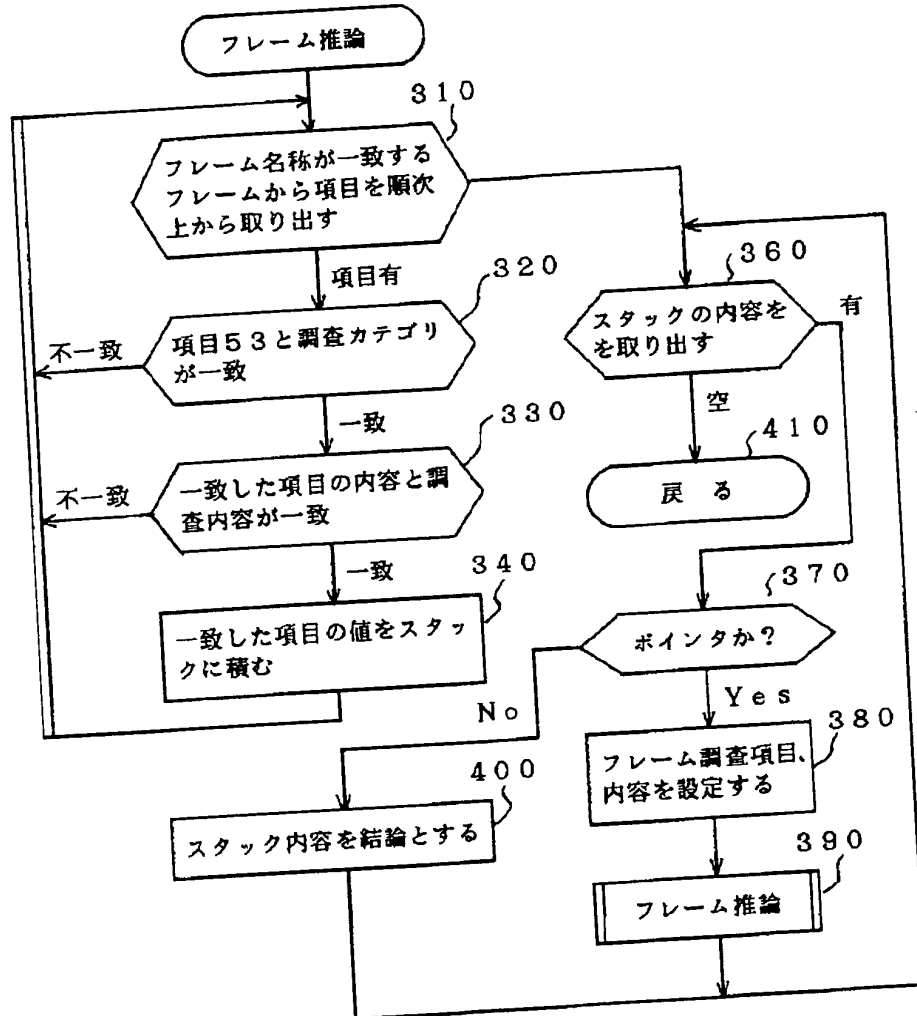 フレーム推論
310
フレーム名称が一致する
フレームから項目を順次
上から取り出す
項目有
320
項目53と調査カテゴリ
が一致
不一致
一致
330
一致した項目の内容と調
査内容が一致
不一致
一致
340
一致した項目の値をスタッ
クに積む
360
スタックの内容を
を取り出す
有
空
410
戻る
370
ポインタか?
No
Yes
380
フレーム調査項目、
内容を設定する
390
フレーム推論
400
スタック内容を結論とする